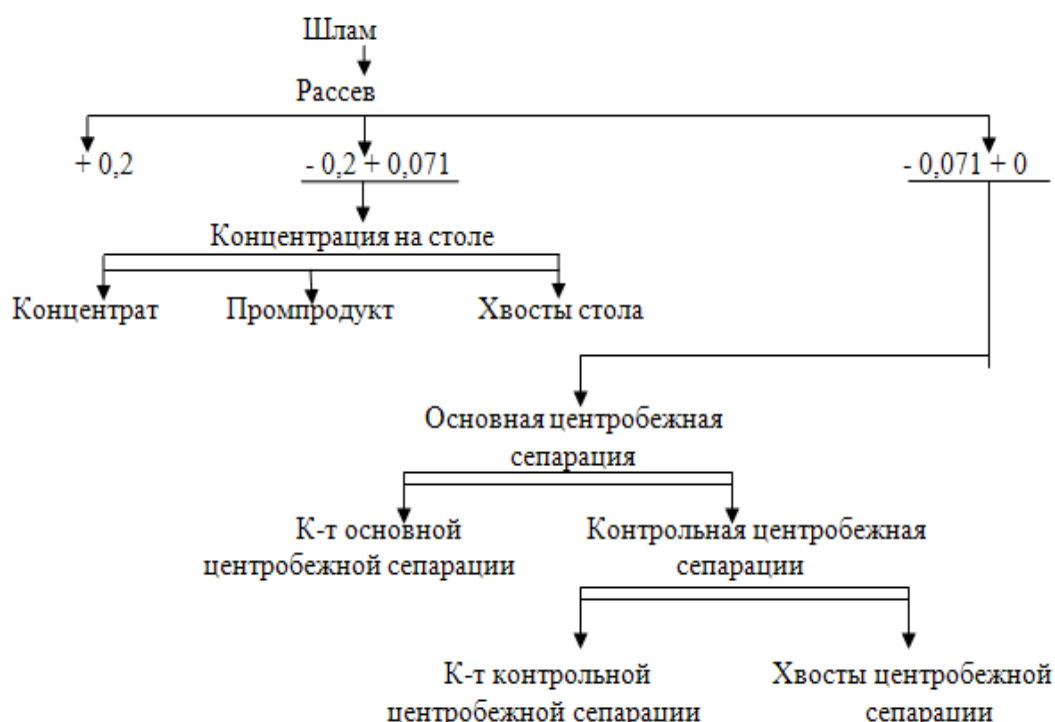 Шлам
Рассев
+ 0,2
- 0,2 + 0,071
- 0,071 + 0
Концентрация на столе
Концентрат
Промпродукт
Хвосты стола
Основная центробежная
сепарация
К-т основной
центробежной сепарации
Контрольная центробежная
сепарации
К-т контрольной
центробежной сепарации
Хвосты центробежной
сепарации